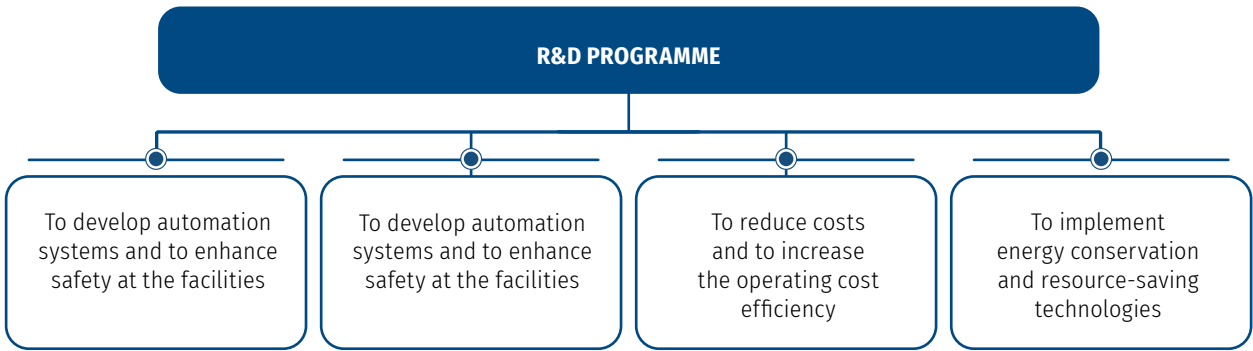 R&D PROGRAMME
To develop automation
systems and to enhance
safety at the facilities
To develop automation
systems and to enhance
safety at the facilities
To reduce costs
and to increase
the operating cost
efficiency
To implement
energy conservation
and resource-saving
technologies